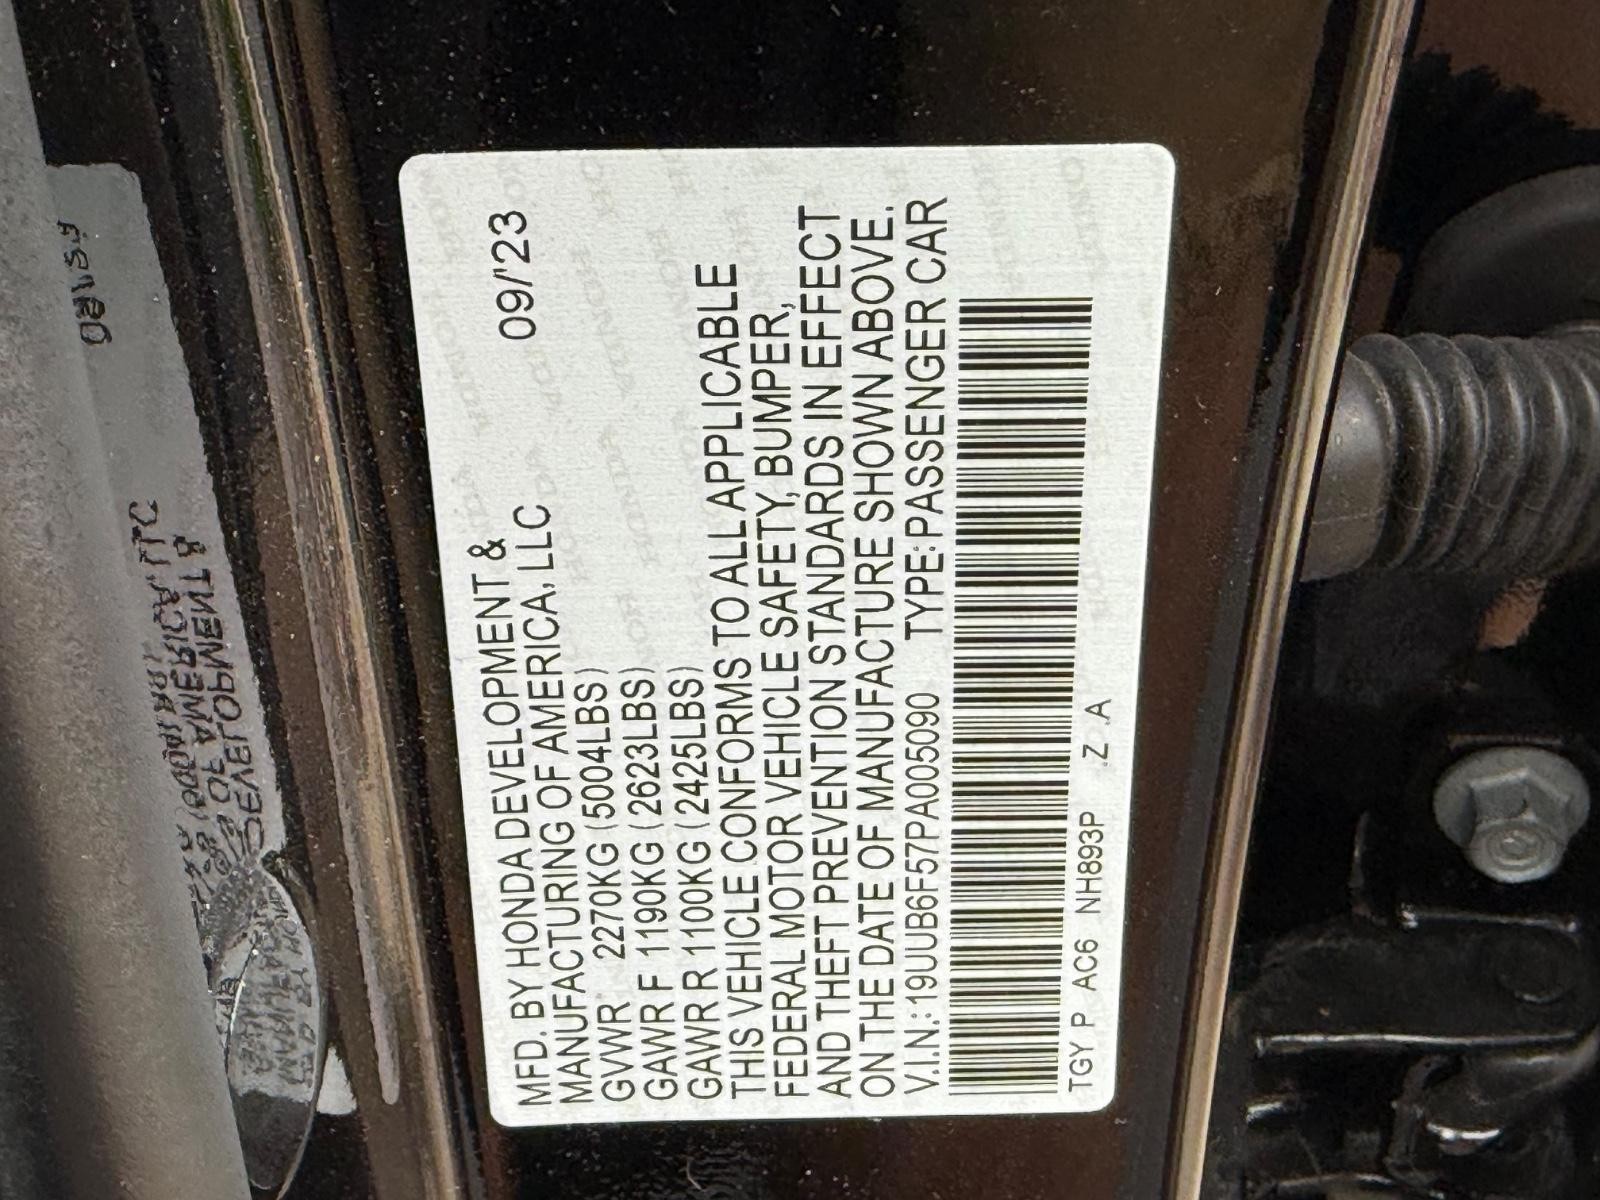 MFD. BY HONDA DEVELOPMENT & 09/'23
MANUFACTURING OF AMERICA, LLC
GVWR 2270KG (5004LBS)
GAWR F 1190KG (2623LBS)
GAWR R 1100KG (2425LBS)
THIS VEHICLE CONFORMS TO ALL APPLICABLE
FEDERAL MOTOR VEHICLE SAFETY, BUMPER,
AND THEFT PREVENTION STANDARDS IN EFFECT
ON THE DATE OF MANUFACTURE SHOWN ABOVE.
V.I.N.:19UUB6F57PA005090 TYPE:PASSENGER CAR
TGY P AC6 NH893P .Z .A